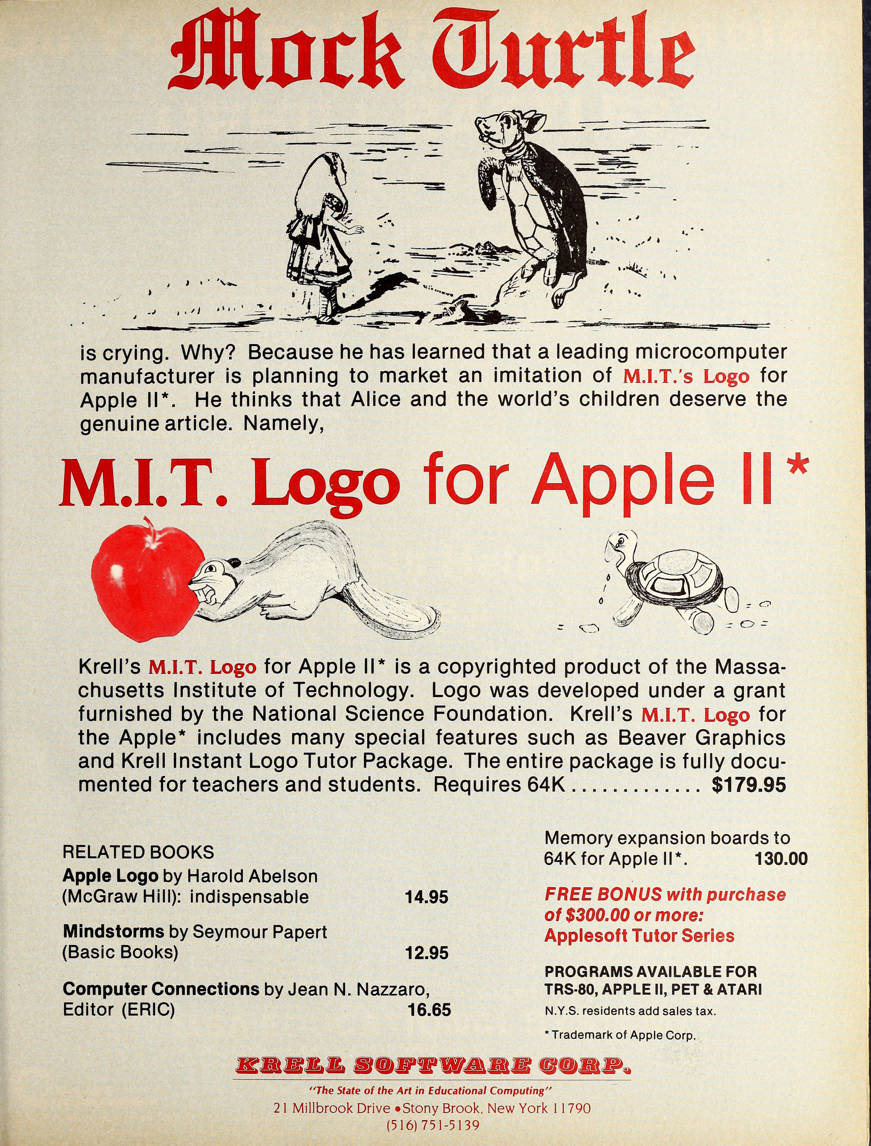 Mock Turtle
is crying. Why? Because he has learned that a leading microcomputer
manufacturer is planning to market an imitation of M.I.T.'s Logo for
Apple II*. He thinks that Alice and the world's children deserve the
genuine article. Namely,
M.I.T. Logo for Apple II*
Krell's M.I.T. Logo for Apple II* is a copyrighted product of the Massa-
chusetts Institute of Technology. Logo was developed under a grant
furnished by the National Science Foundation. Krell's M.I.T. Logo for
the Apple* includes many special features such as Beaver Graphics
and Krell Instant Logo Tutor Package. The entire package is fully docu-
mented for teachers and students. Requires 64K ............. $179.95
RELATED BOOKS
Apple Logo by Harold Abelson
(McGraw Hill): indispensable 14.95
Mindstorms by Seymour Papert
(Basic Books) 12.95
Computer Connections by Jean N. Nazzaro,
Editor (ERIC) 16.65
Memory expansion boards to
64K for Apple II*. 130.00
FREE BONUS with purchase
of $300.00 or more:
Applesoft Tutor Series
PROGRAMS AVAILABLE FOR
TRS-80, APPLE II, PET & ATARI
N.Y.S. residents add sales tax.
*Trademark of Apple Corp.
KRELL SOFTWARE CORP.
"The State of the Art in Educational Computing"
21 Millbrook Drive • Stony Brook, New York 11790
(516) 751-5139